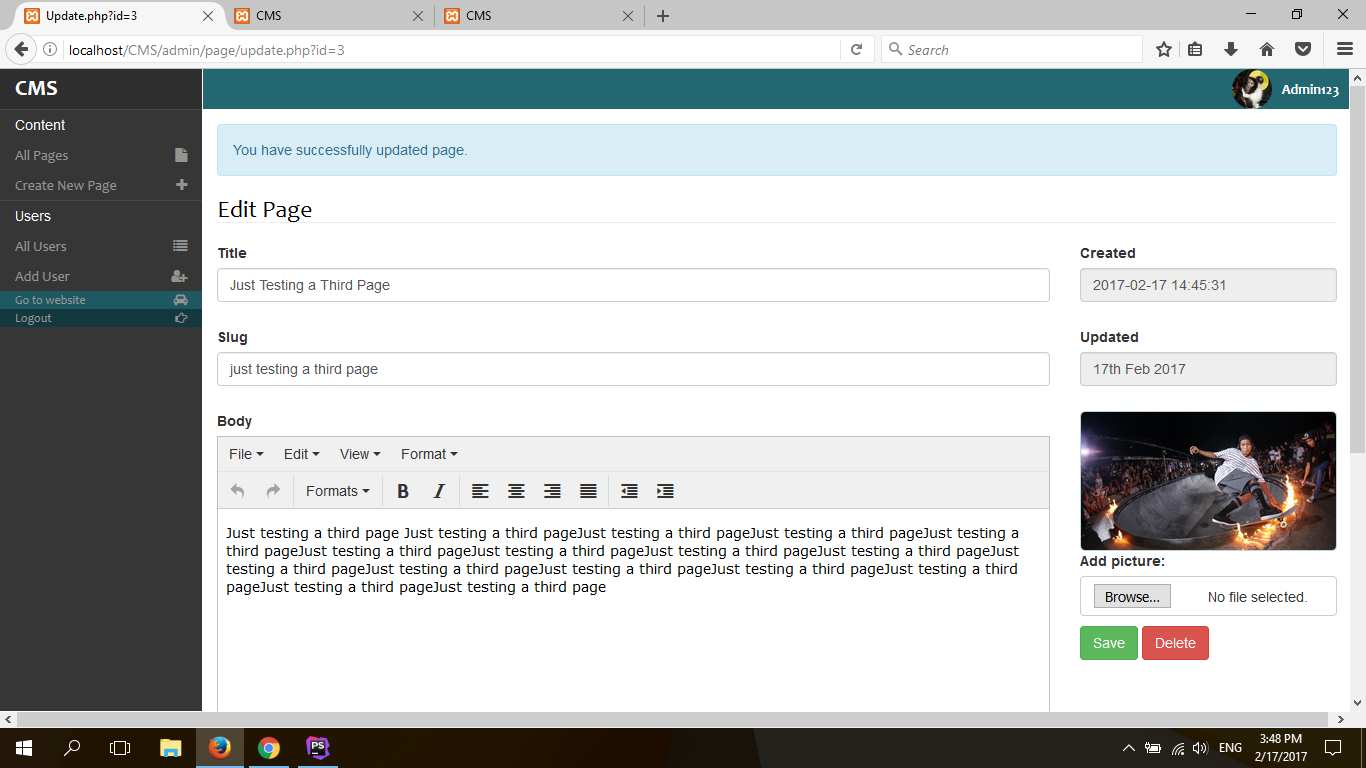 Update.php?id=3
CMS
CMS
localhost/CMS/admin/page/update.php?id=3
Search
CMS
Admin123
Content
All Pages
Create New Page
Users
All Users
Add User
Go to website
Logout
You have successfully updated page.
Edit Page
Title
Just Testing a Third Page
Slug
just testing a third page
Body
File Edit View Format
Formats B I
Just testing a third page Just testing a third pageJust testing a third pageJust testing a third pageJust testing a
third pageJust testing a third pageJust testing a third pageJust testing a third pageJust testing a third pageJust
testing a third pageJust testing a third pageJust testing a third pageJust testing a third pageJust testing a third
pageJust testing a third pageJust testing a third page
Created
2017-02-17 14:45:31
Updated
17th Feb 2017
Add picture:
Browse... No file selected.
Save Delete
PS
ENG
3:48 PM
2/17/2017